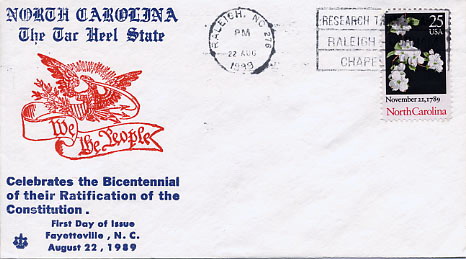 NORTH CAROLINA
The Tar Heel State
We
the People
Celebrates the Bicentennial
of their Ratification of the
Constitution.
First Day of Issue
Fayetteville, N. C.
August 22, 1989
RALEIGH, NC 276
PM
22 AUG
1989
RESEARCH
RALEIGH
25
USA
November 21, 1789
North Carolina